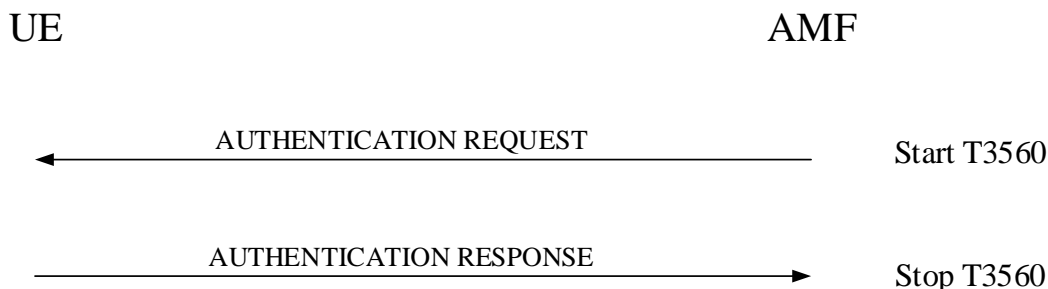 UE AMF
AUTHENTICATION REQUEST Start T3560
AUTHENTICATION RESPONSE Stop T3560